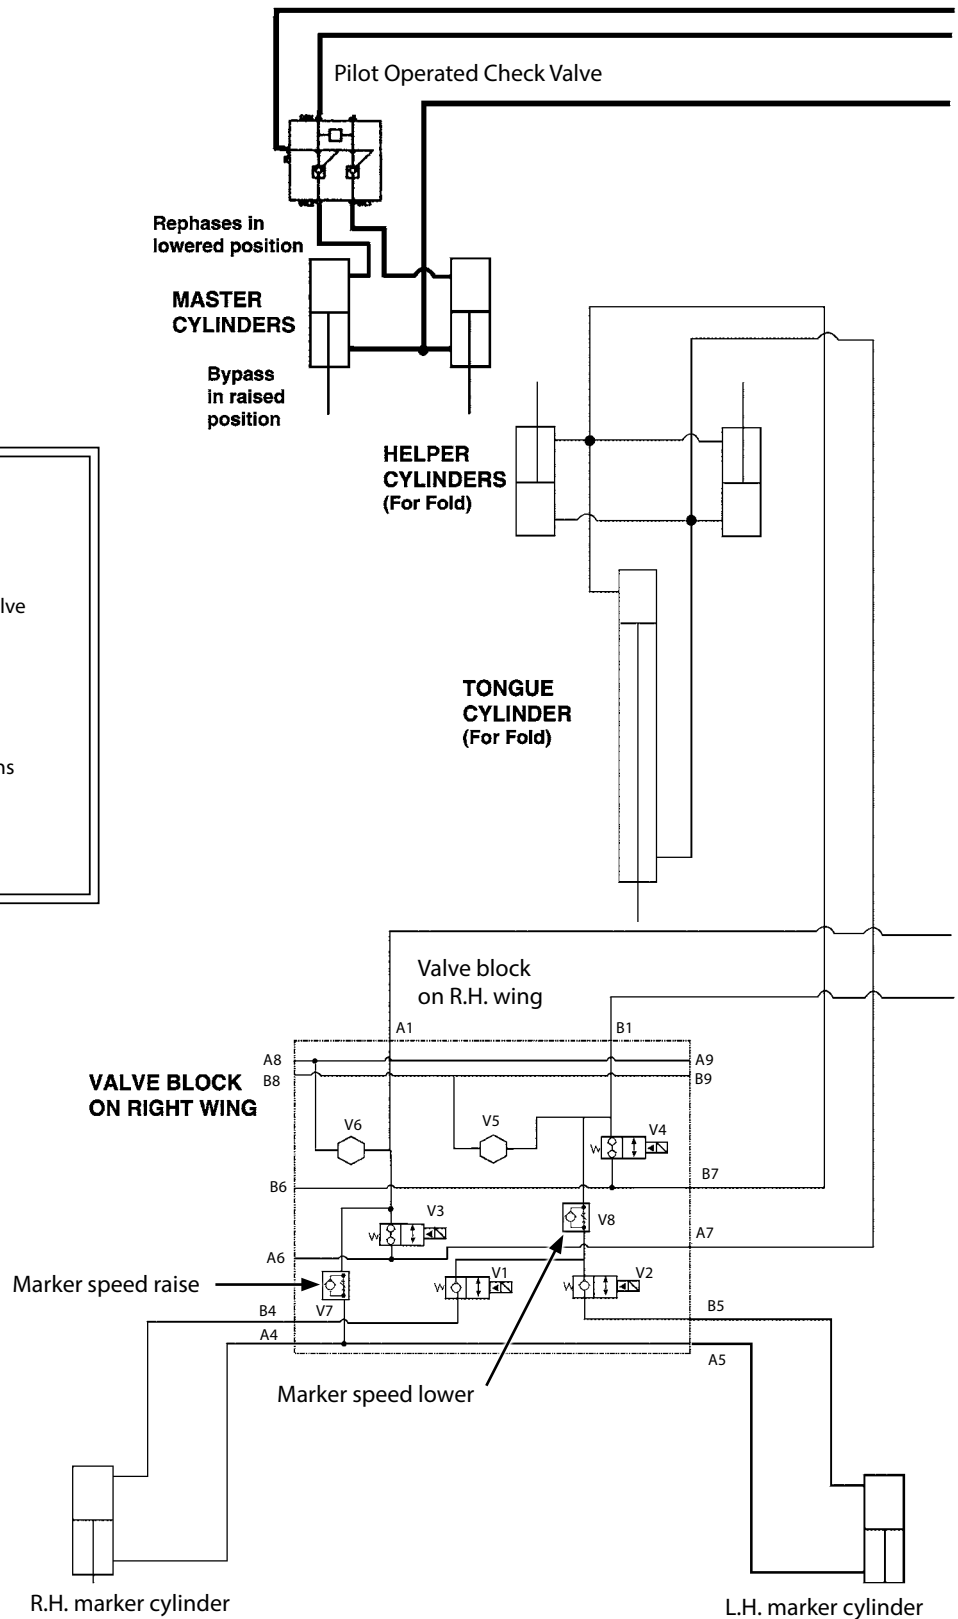 Pilot Operated Check Valve
Rephases in
lowered position
MASTER
CYLINDERS
Bypass
in raised
position
HELPER
CYLINDERS
(For Fold)
lve
ns
TONGUE
CYLINDER
(For Fold)
Valve block
on R.H. wing
A1
B1
A8
A9
B8
B9
VALVE BLOCK
ON RIGHT WING
V6
V5
V4
B6
B7
V3
V8
A6
A7
Marker speed raise
V1
V2
B4
V7
B5
A4
A5
Marker speed lower
R.H. marker cylinder
L.H. marker cylinder